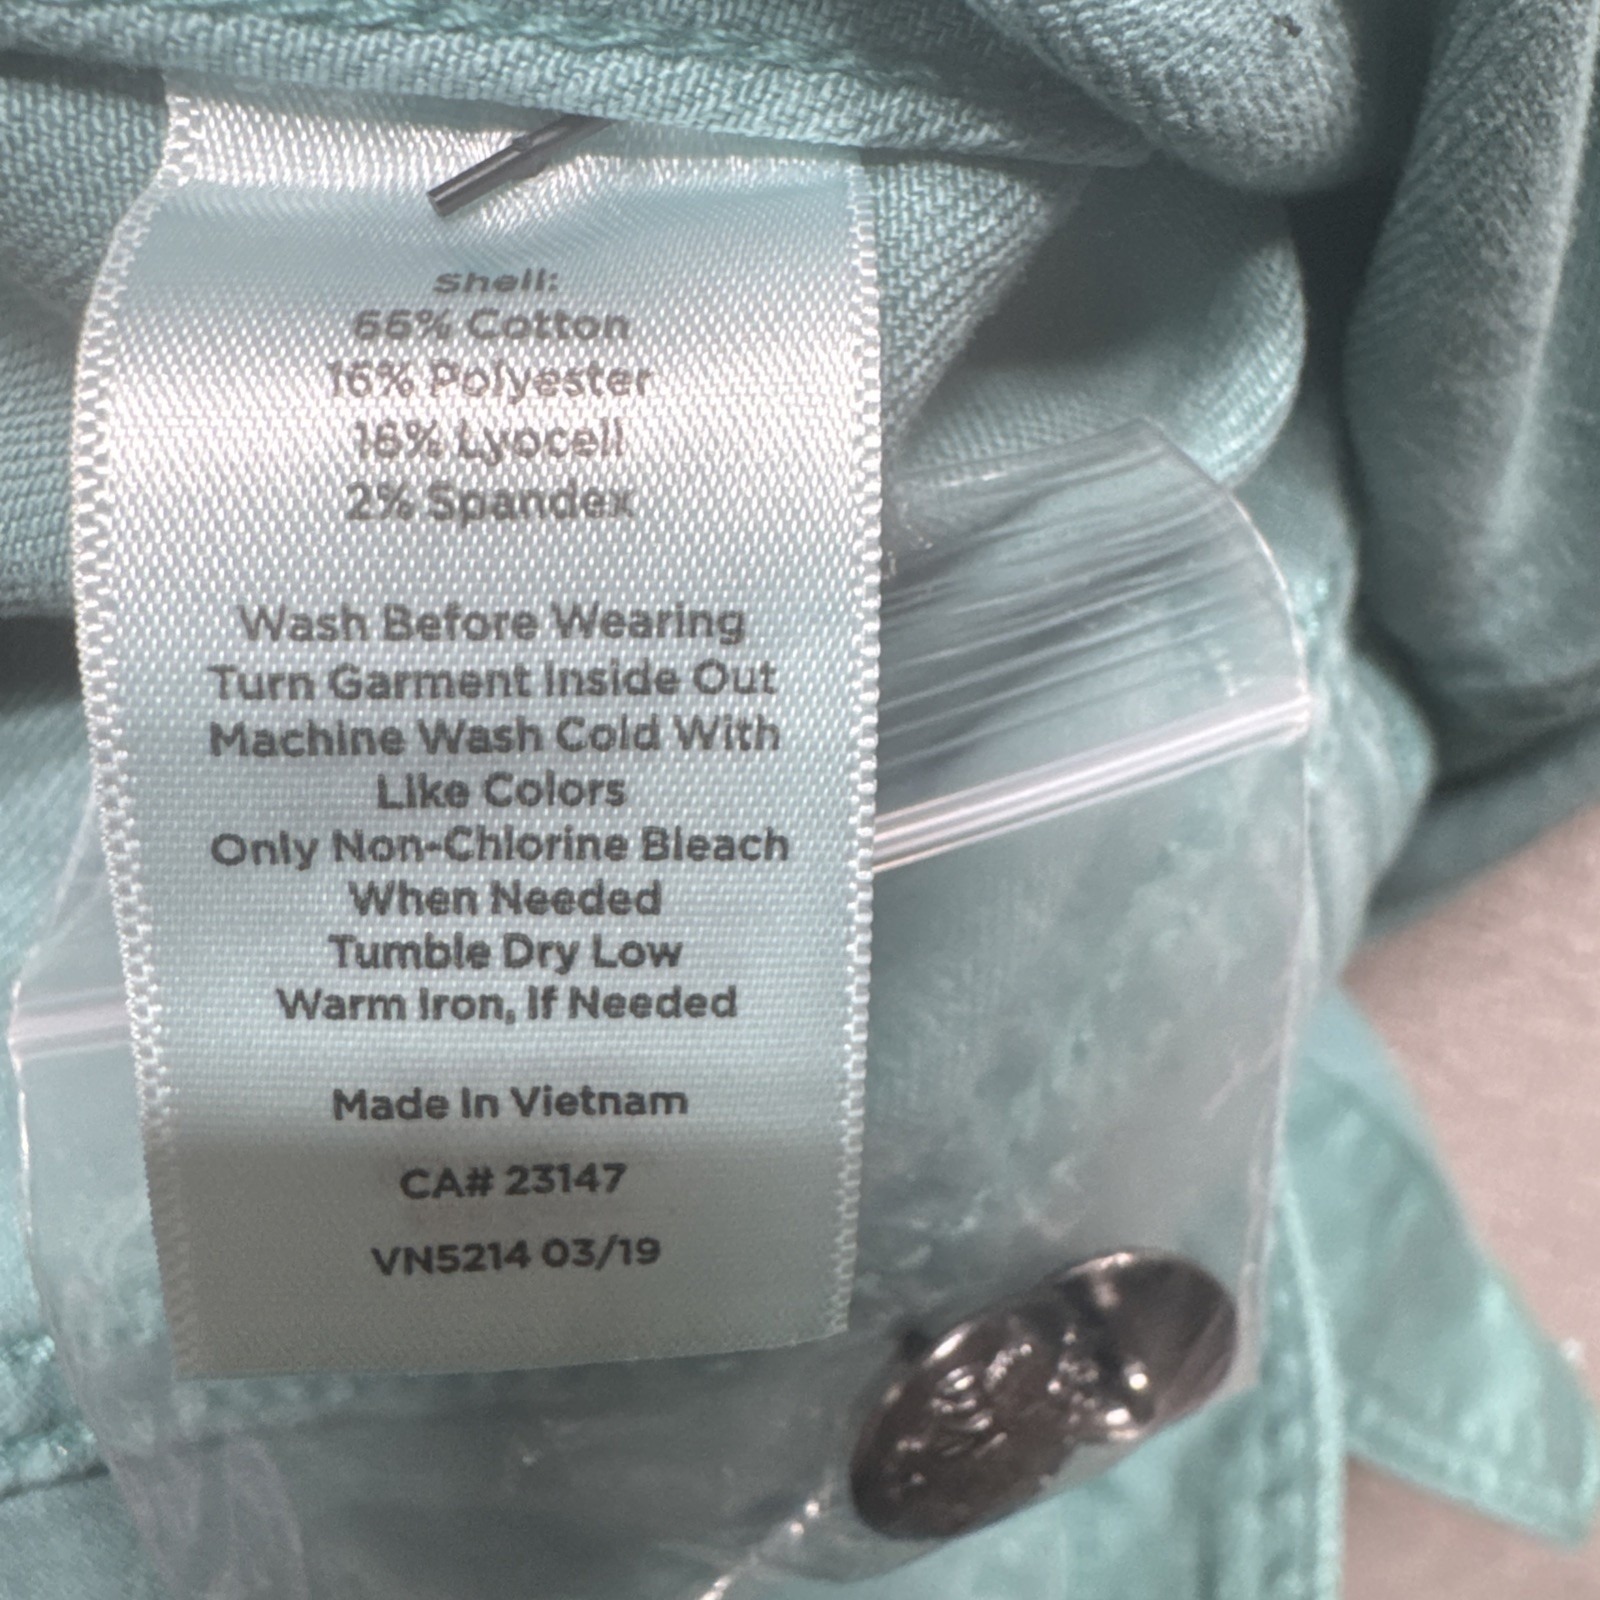 Shell:
66% Cotton
16% Polyester
16% Lyocell
2% Spandex
Wash Before Wearing
Turn Garment Inside Out
Machine Wash Cold With
Like Colors
Only Non-Chlorine Bleach
When Needed
Tumble Dry Low
Warm Iron, If Needed
Made In Vietnam
CA# 23147
VN5214 03/19